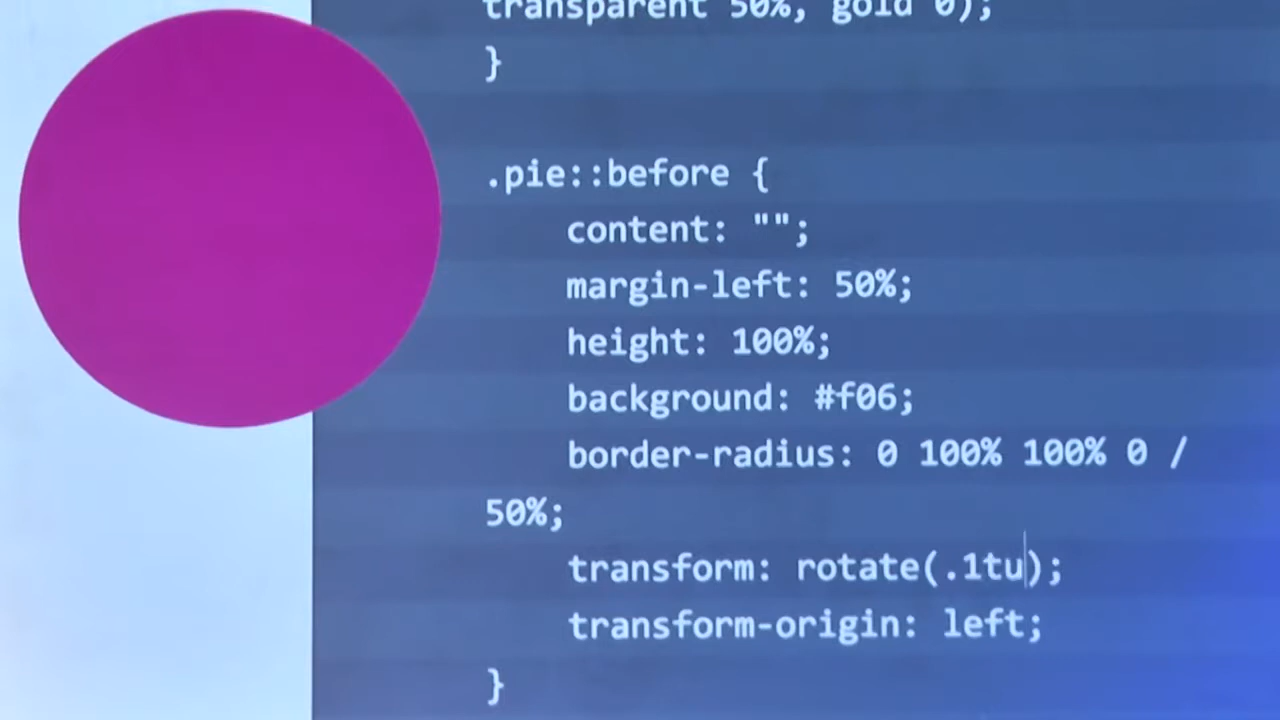 transparent 50%, gold 0);
}
.pie::before {
content: "";
margin-left: 50%;
height: 100%;
background: #f06;
border-radius: 0 100% 100% 0 /
50%;
transform: rotate(.1tu);
transform-origin: left;
}